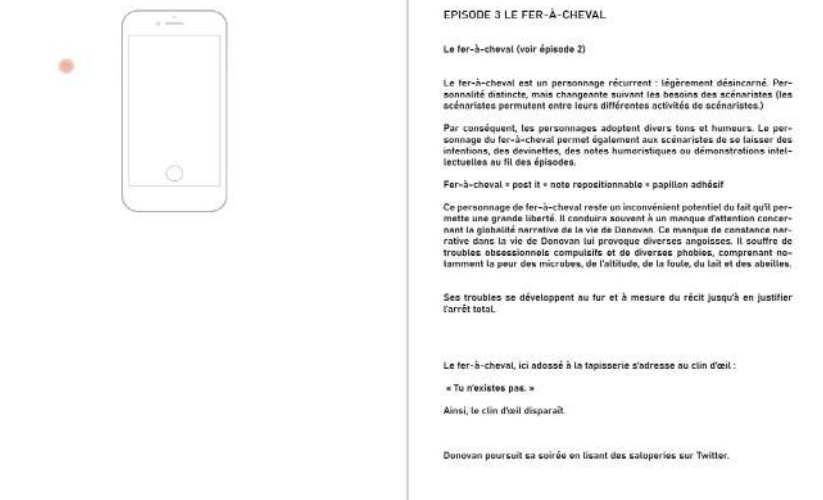 EPISODE 3 LE FER-À-CHEVAL
Le fer-à-cheval (voir épisode 2)
Le fer-à-cheval est un personnage récurrent : légèrement désincarné. Per-
sonnalité distincte, mais changeante suivant les besoins des scénaristes (les
scénaristes permutent entre leurs différentes activités de scénaristes.)
Par conséquent, les personnages adoptent divers tons et humeurs. Le per-
sonnage du fer-à-cheval permet également aux scénaristes de se laisser des
intentions, des devinettes, des notes humoristiques ou démonstrations intel-
lectuelles au fil des épisodes.
Fer-à-cheval = post it = note repositionnable = papillon adhésif
Ce personnage de fer-à-cheval reste un inconvénient potentiel du fait qu'il per-
mette une grande liberté. Il conduira souvent à un manque d'attention concer-
nant la globalité narrative de la vie de Donovan. Ce manque de constance nar-
rative dans la vie de Donovan lui provoque diverses angoisses. Il souffre de
troubles obsessionnels compulsifs et de diverses phobies, comprenant no-
tamment la peur des microbes, de l'altitude, de la foule, du lait et des abeilles.
Ses troubles se développent au fur et à mesure du récit jusqu'à en justifier
l'arrêt total.
Le fer-à-cheval, ici adossé à la tapisserie s'adresse au clin d'œil :
« Tu n'existes pas. »
Ainsi, le clin d'œil disparaît.
Donovan poursuit sa soirée en lisant des saloperies sur Twitter.